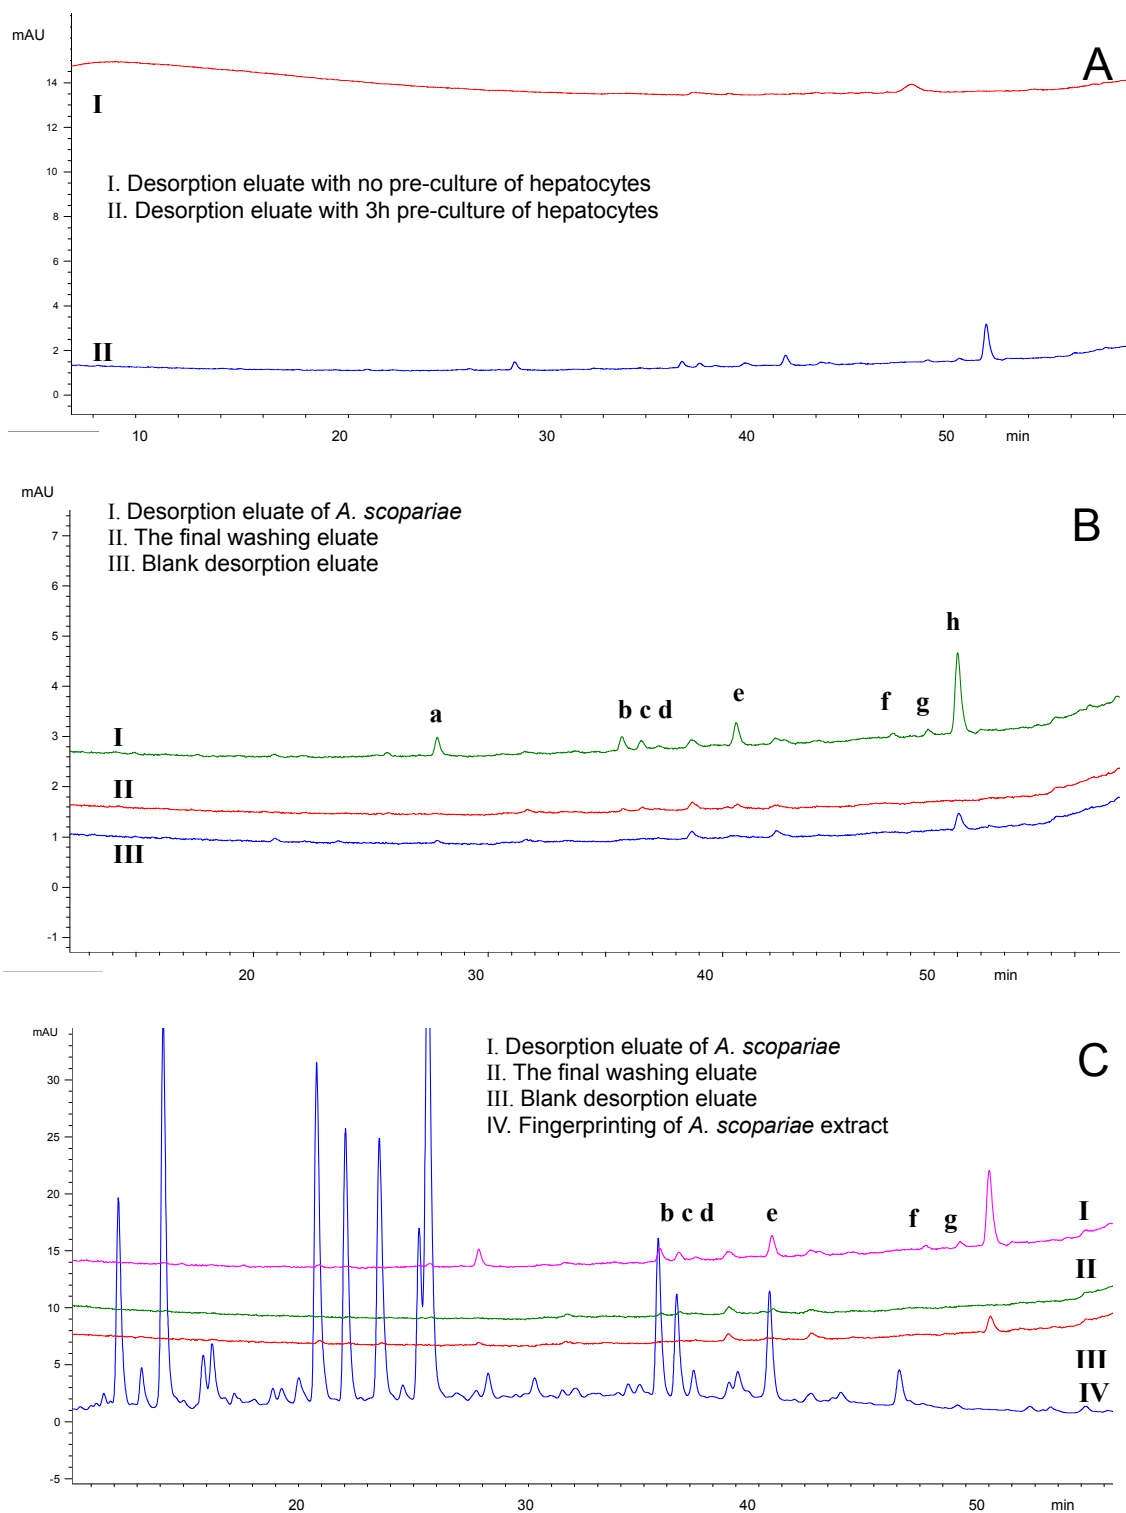 mAU
A
14
I
12
10
I. Desorption eluate with no pre-culture of hepatocytes
II. Desorption eluate with 3h pre-culture of hepatocytes
8
6
4
II
2
0
10 20 30 40 50 min
mAU
I. Desorption eluate of A. scopariae
II. The final washing eluate
III. Blank desorption eluate
B
7
6
5
h
4
a b c d e f g
3
I
2
II
1
III
0
-1
20 30 40 50 min
mAU
I. Desorption eluate of A. scopariae
II. The final washing eluate
III. Blank desorption eluate
IV. Fingerprinting of A. scopariae extract
C
30
25
20
b c d e f g I
15
II
10
5
III
IV
0
-5
20 30 40 50 min